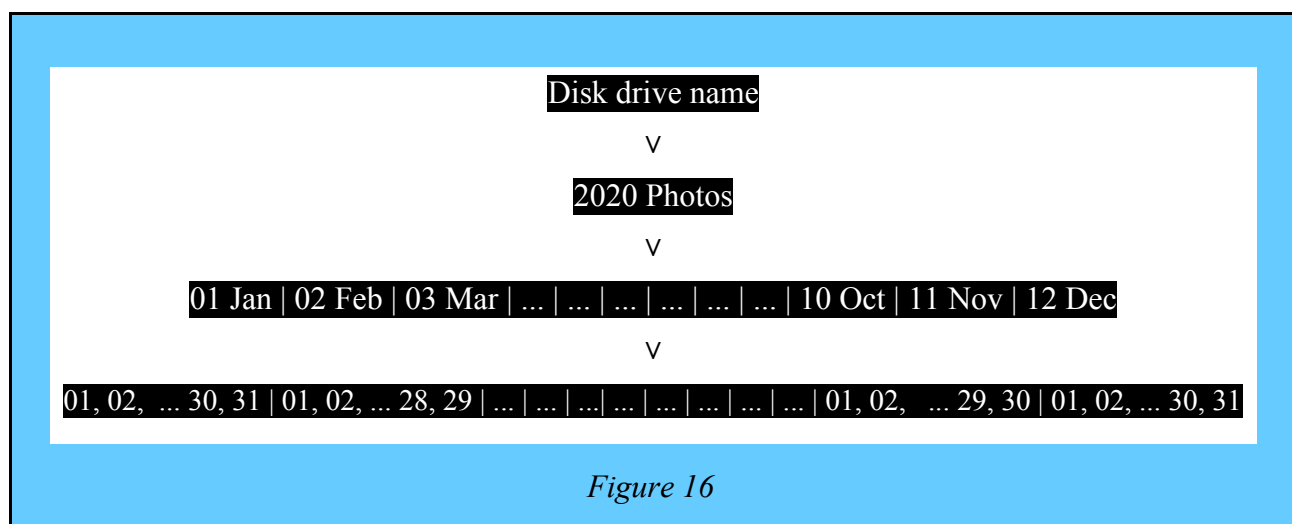 Disk drive name
v
2020 Photos
v
01 Jan | 02 Feb | 03 Mar | ... | ... | ... | ... | ... | ... | 10 Oct | 11 Nov | 12 Dec
v
01, 02, ... 30, 31 | 01, 02, ... 28, 29 | ... | ... | ...| ... | ... | ... | ... | ... | 01, 02, ... 29, 30 | 01, 02, ... 30, 31
Figure 16